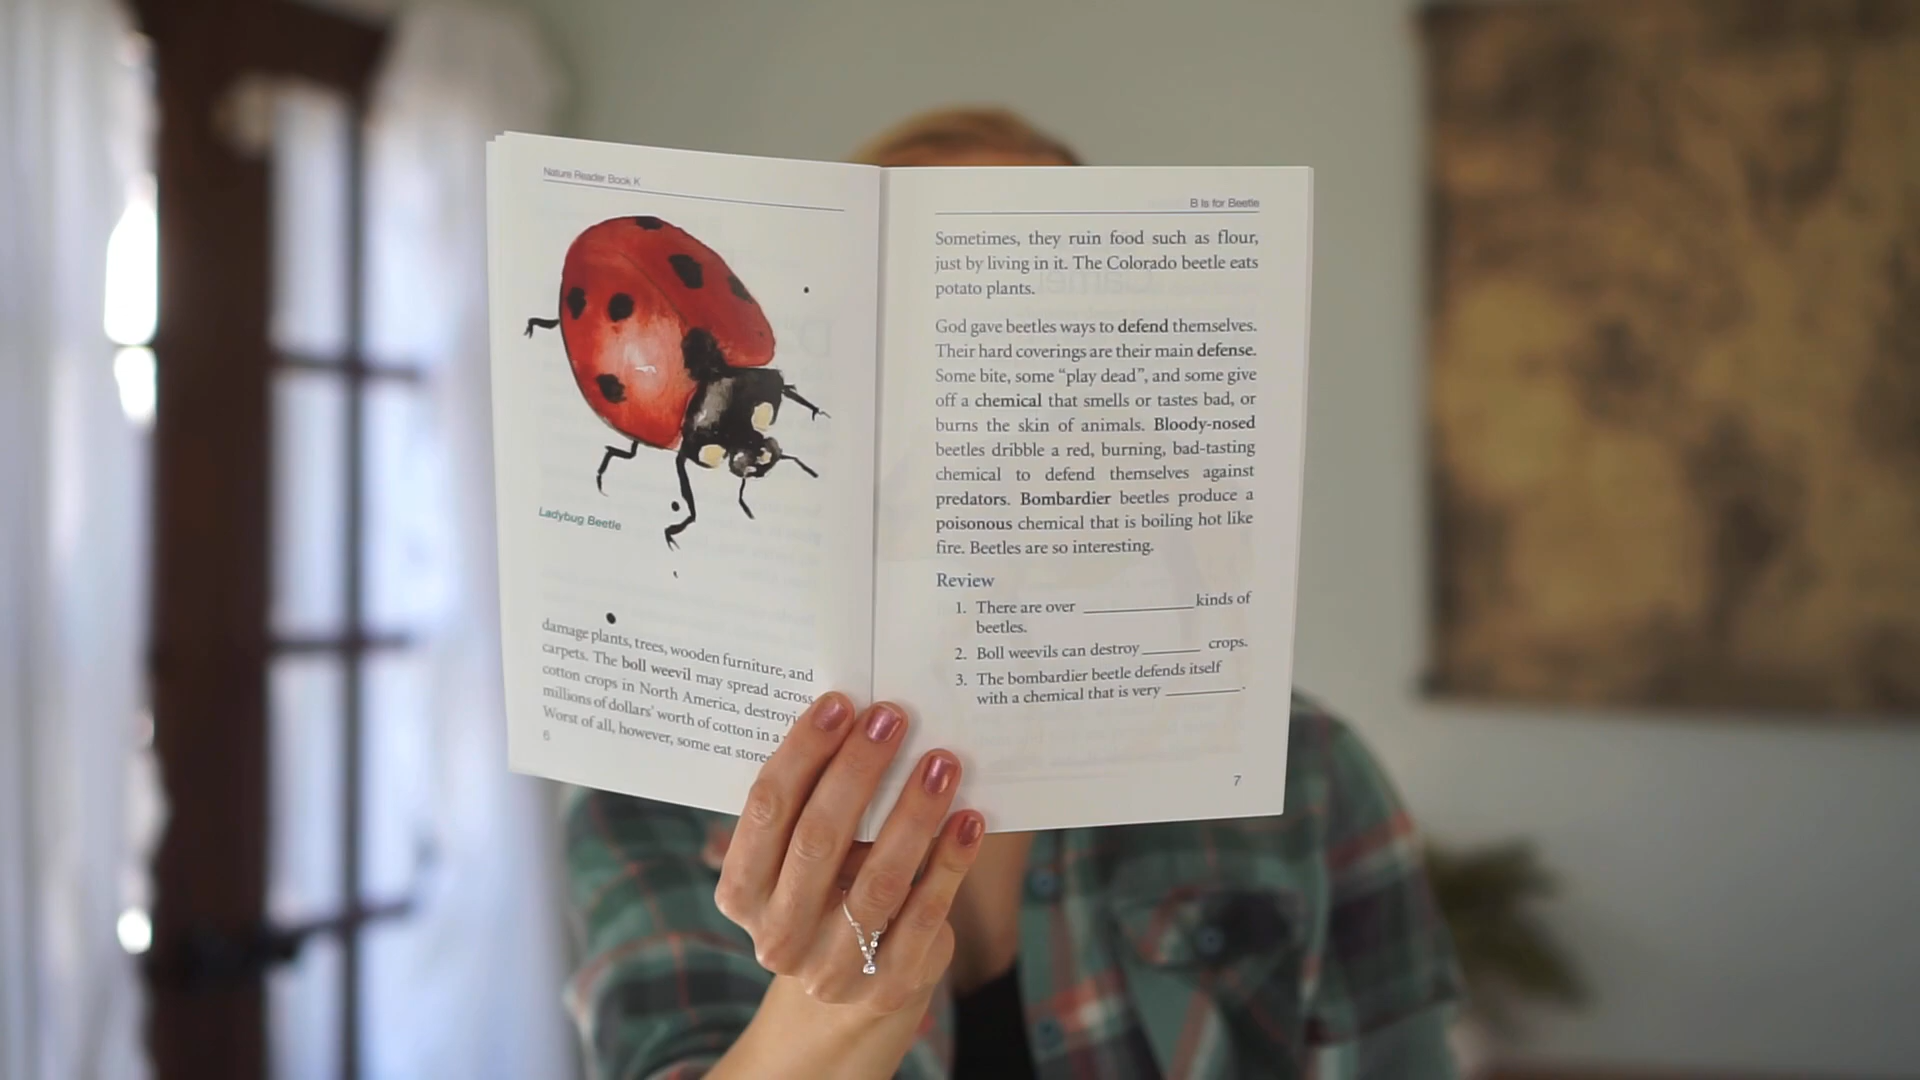 Nature Reader Book K
Ladybug Beetle
damage plants, trees, wooden furniture, and
carpets. The boll weevil may spread across
cotton crops in North America,
millions of dollars' worth of cotton in a
Worst of all, however, some eat
6
B Is for Beetle
Sometimes, they ruin food such as flour,
just by living in it. The Colorado beetle eats
potato plants.
God gave beetles ways to defend themselves.
Their hard coverings are their main defense.
Some bite, some “play dead”, and some give
off a chemical that smells or tastes bad, or
burns the skin of animals. Bloody-nosed
beetles dribble a red, burning, bad-tasting
chemical to defend themselves against
predators. Bombardier beetles produce a
poisonous chemical that is boiling hot like
fire. Beetles are so interesting.
Review
1. There are over ____________ kinds of
beetles.
2. Boll weevils can destroy ______ crops.
3. The bombardier beetle defends itself
with a chemical that is very ________.
7